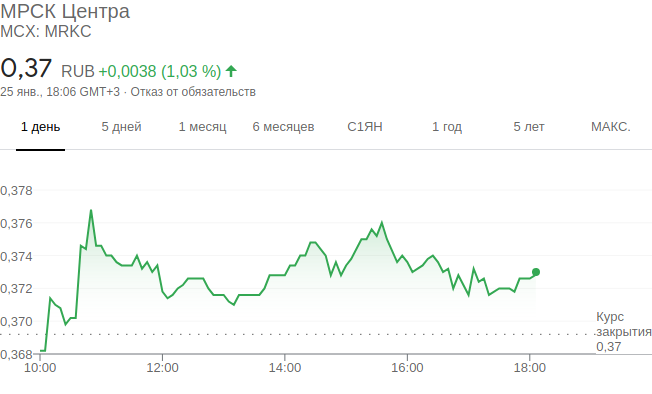 МРСК Центра
MCX: MRKC
0,37 RUB +0,0038 (1,03 %)
25 янв., 18:06 GMT+3 · Отказ от обязательств
1 день 5 дней 1 месяц 6 месяцев С1ЯН 1 год 5 лет МАКС.
0,378
0,376
0,374
0,372
0,370
0,368
Курс
закрытия
0,37
10:00 12:00 14:00 16:00 18:00